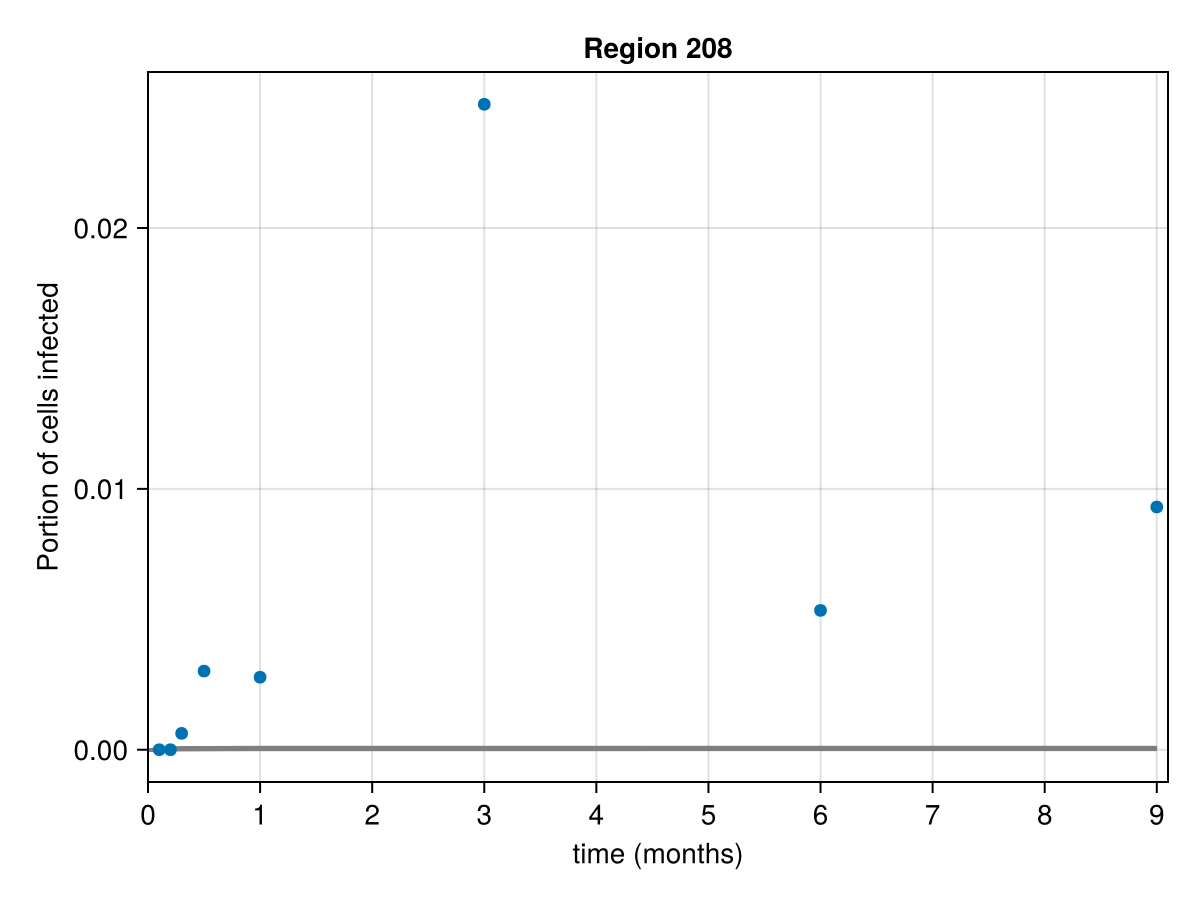 Region 208
Portion of cells infected
0.02
0.01
0.00
0 1 2 3 4 5 6 7 8 9
time (months)